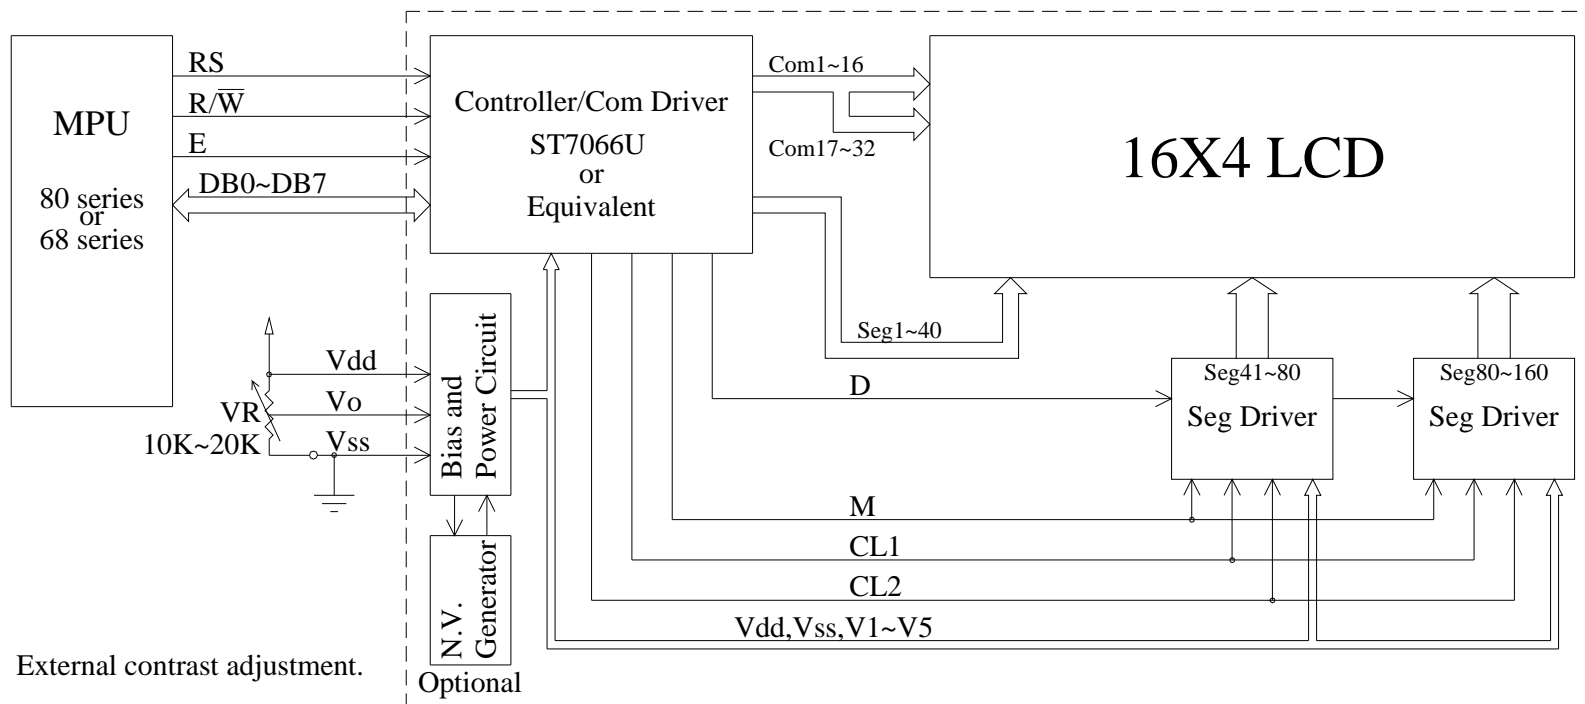 MPU
80 series
or
68 series
RS
R/W̅
E
DB0~DB7
Controller/Com Driver
ST7066U
or
Equivalent
Com1~16
Com17~32
16X4 LCD
Seg1~40
D
Seg41~80
Seg Driver
Seg80~160
Seg Driver
Vdd
Vo
Vss
VR
10K~20K
Bias and
Power Circuit
M
CL1
CL2
Vdd,Vss,V1~V5
N.V.
Generator
Optional
External contrast adjustment.